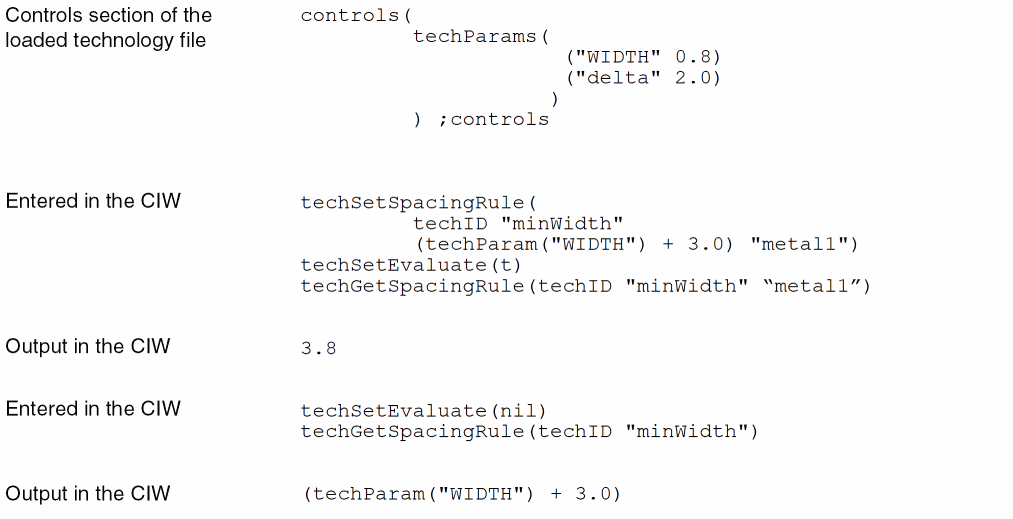 Controls section of the controls(
loaded technology file techParams(
("WIDTH" 0.8)
("delta" 2.0)
)
) ;controls
Entered in the CIW techSetSpacingRule(
techID "minWidth"
(techParam("WIDTH") + 3.0) "metal1")
techSetEvaluate(t)
techGetSpacingRule(techID "minWidth" “metal1”)
Output in the CIW 3.8
Entered in the CIW techSetEvaluate(nil)
techGetSpacingRule(techID "minWidth")
Output in the CIW (techParam("WIDTH") + 3.0)